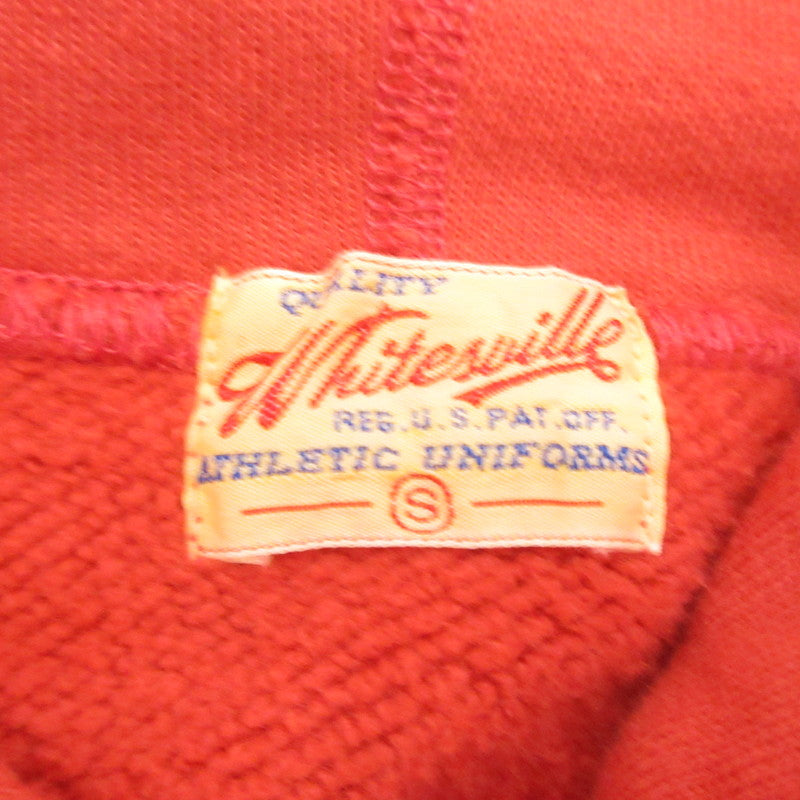 QUALITY
Whitesville
REG. U.S. PAT. OFF.
ATHLETIC UNIFORMS
S